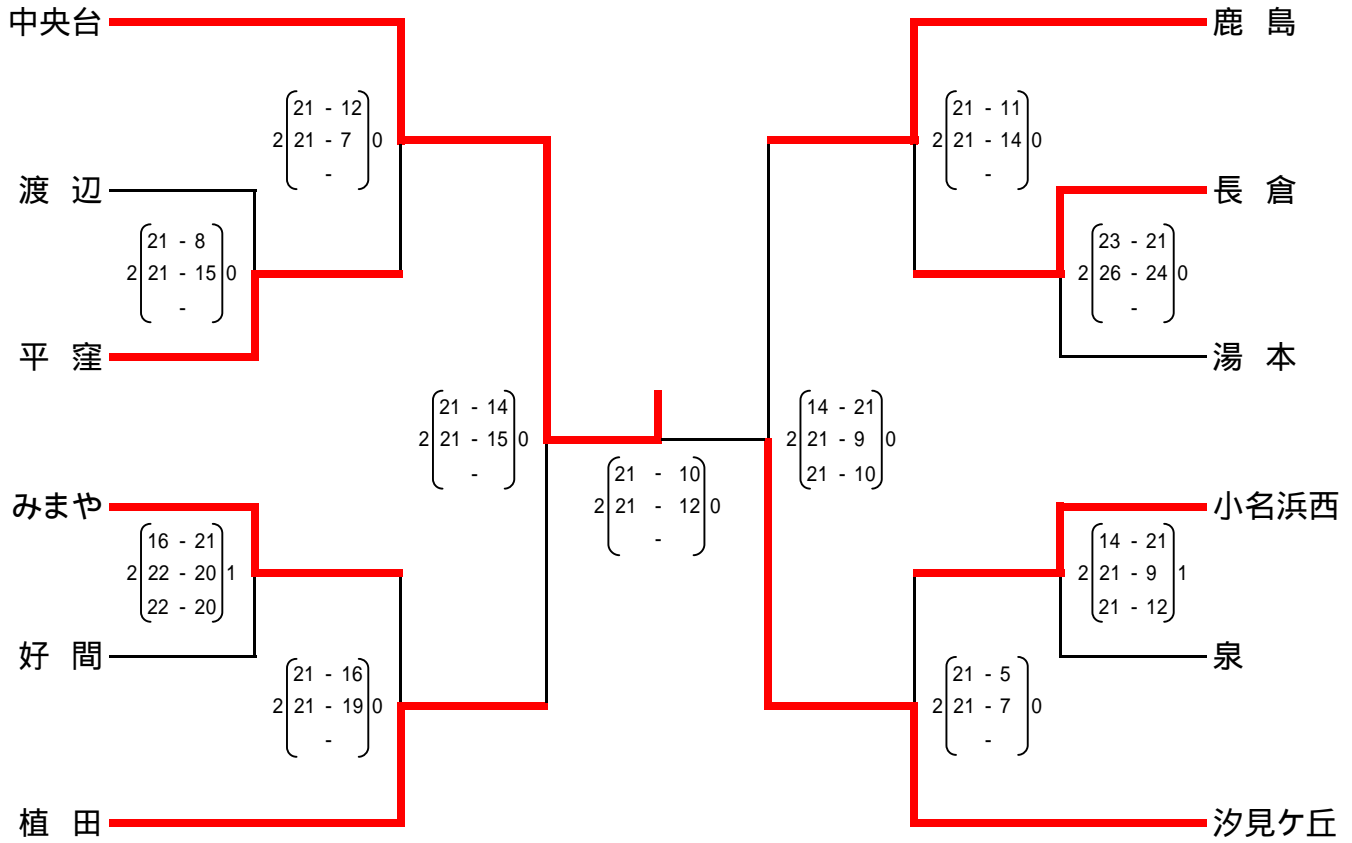 中央台
鹿 島
21 - 12
2 21 - 7 0
-
21 - 11
2 21 - 14 0
-
渡 辺
長 倉
21 - 8
2 21 - 15 0
-
23 - 21
2 26 - 24 0
-
平 窪
湯 本
21 - 14
2 21 - 15 0
-
14 - 21
2 21 - 9 0
21 - 10
21 - 10
2 21 - 12 0
-
みまや
小名浜西
16 - 21
2 22 - 20 1
22 - 20
14 - 21
2 21 - 9 1
21 - 12
好 間
泉
21 - 16
2 21 - 19 0
-
21 - 5
2 21 - 7 0
-
植 田
汐見ケ丘